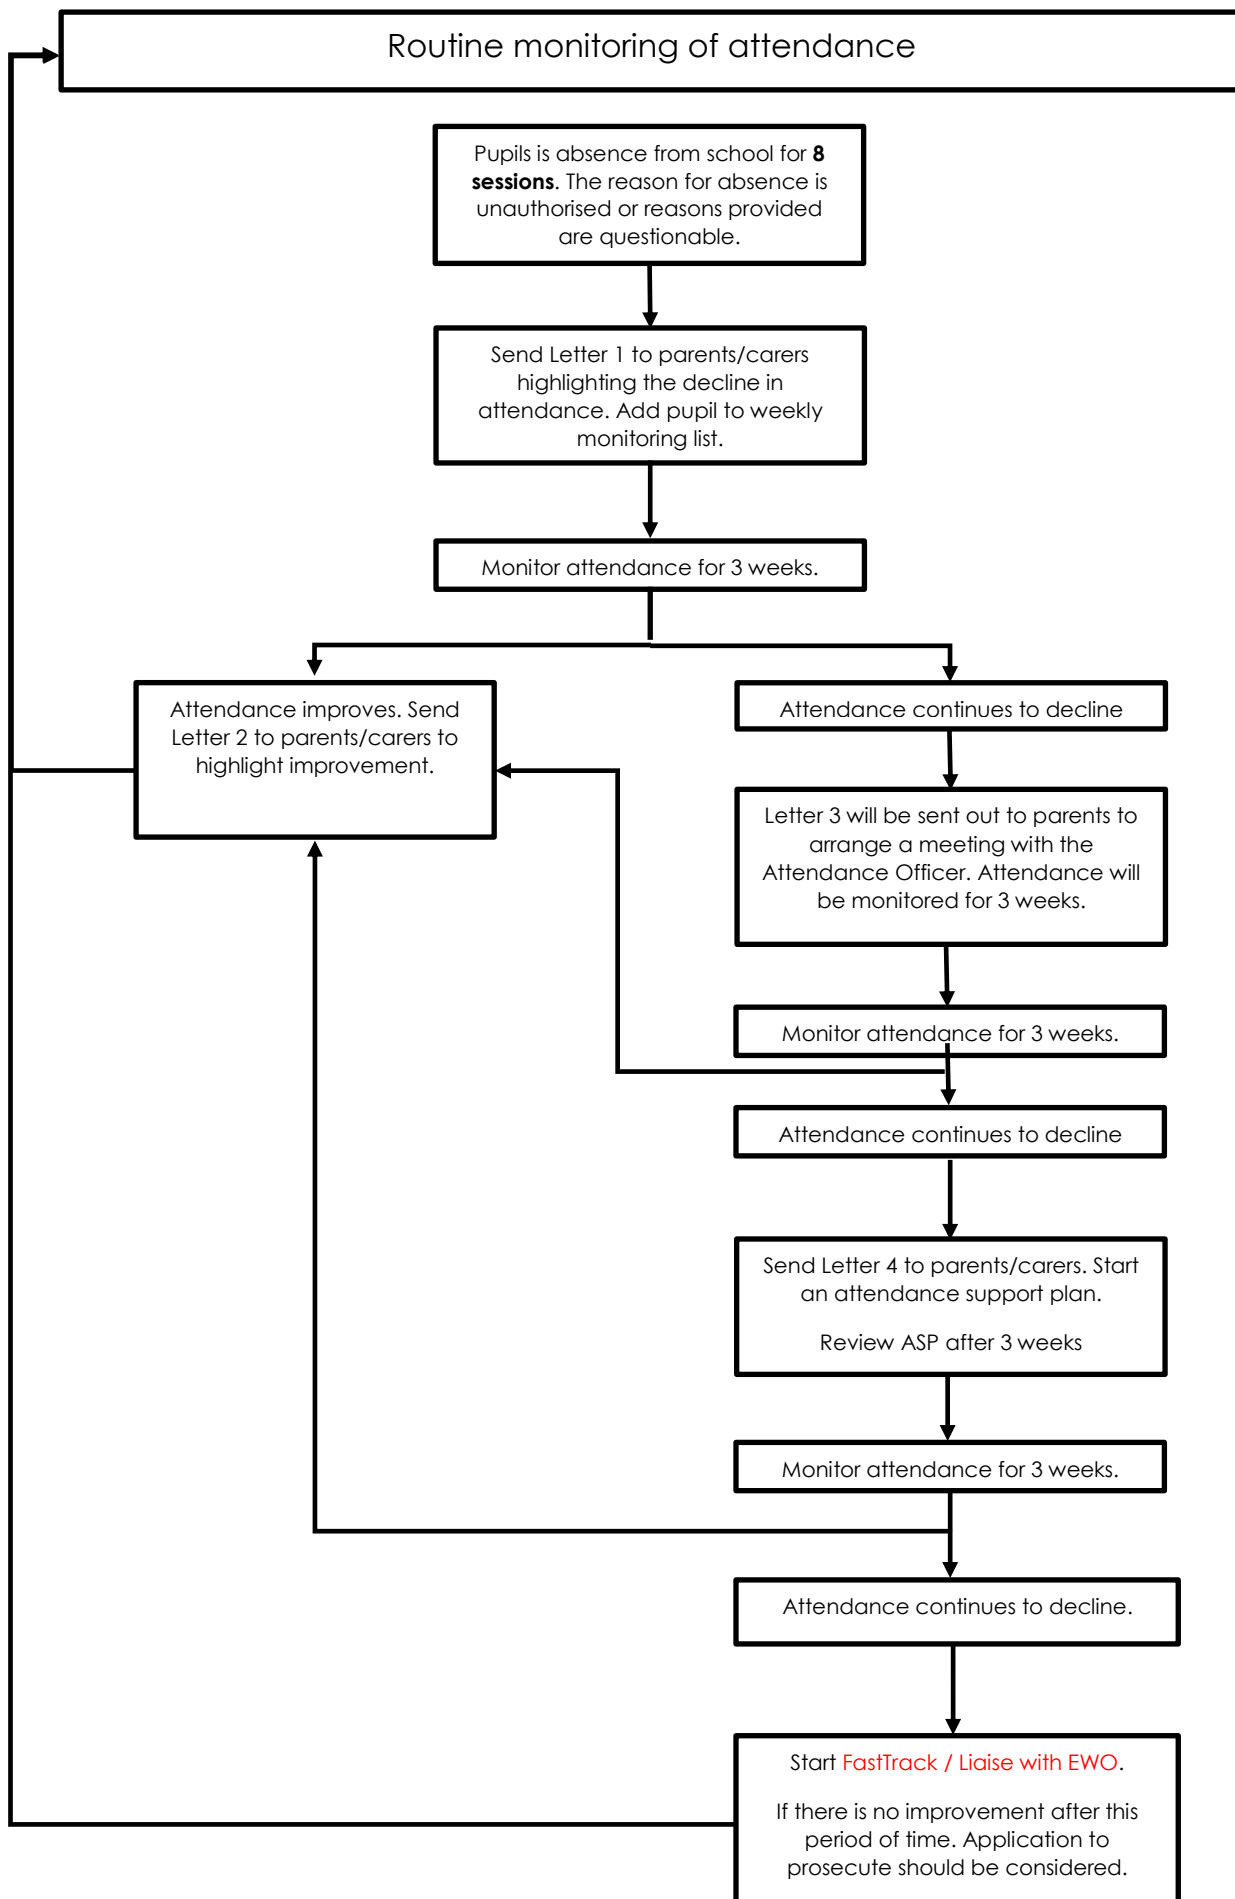 Routine monitoring of attendance
Pupils is absence from school for 8
sessions. The reason for absence is
unauthorised or reasons provided
are questionable.
Send Letter 1 to parents/carers
highlighting the decline in
attendance. Add pupil to weekly
monitoring list.
Monitor attendance for 3 weeks.
Attendance improves. Send
Letter 2 to parents/carers to
highlight improvement.
Attendance continues to decline
Letter 3 will be sent out to parents to
arrange a meeting with the
Attendance Officer. Attendance will
be monitored for 3 weeks.
Monitor attendance for 3 weeks.
Attendance continues to decline
Send Letter 4 to parents/carers. Start
an attendance support plan.
Review ASP after 3 weeks
Monitor attendance for 3 weeks.
Attendance continues to decline.
Start FastTrack / Liaise with EWO.
If there is no improvement after this
period of time. Application to
prosecute should be considered.